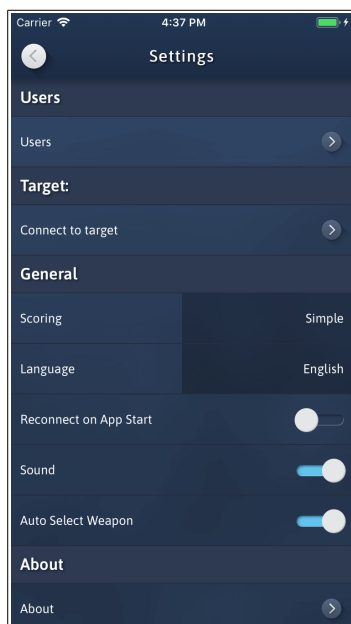 Carrier 4:37 PM
Settings
Users
Users
Target:
Connect to target
General
Scoring Simple
Language English
Reconnect on App Start
Sound
Auto Select Weapon
About
About